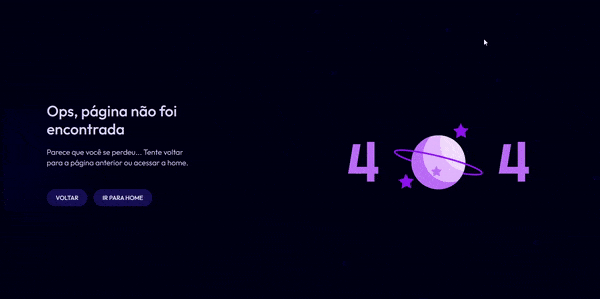 Ops, página não foi
encontrada
Parece que você se perdeu... Tente voltar
para a página anterior ou acessar a home.
VOLTAR
IR PARA HOME
4 4